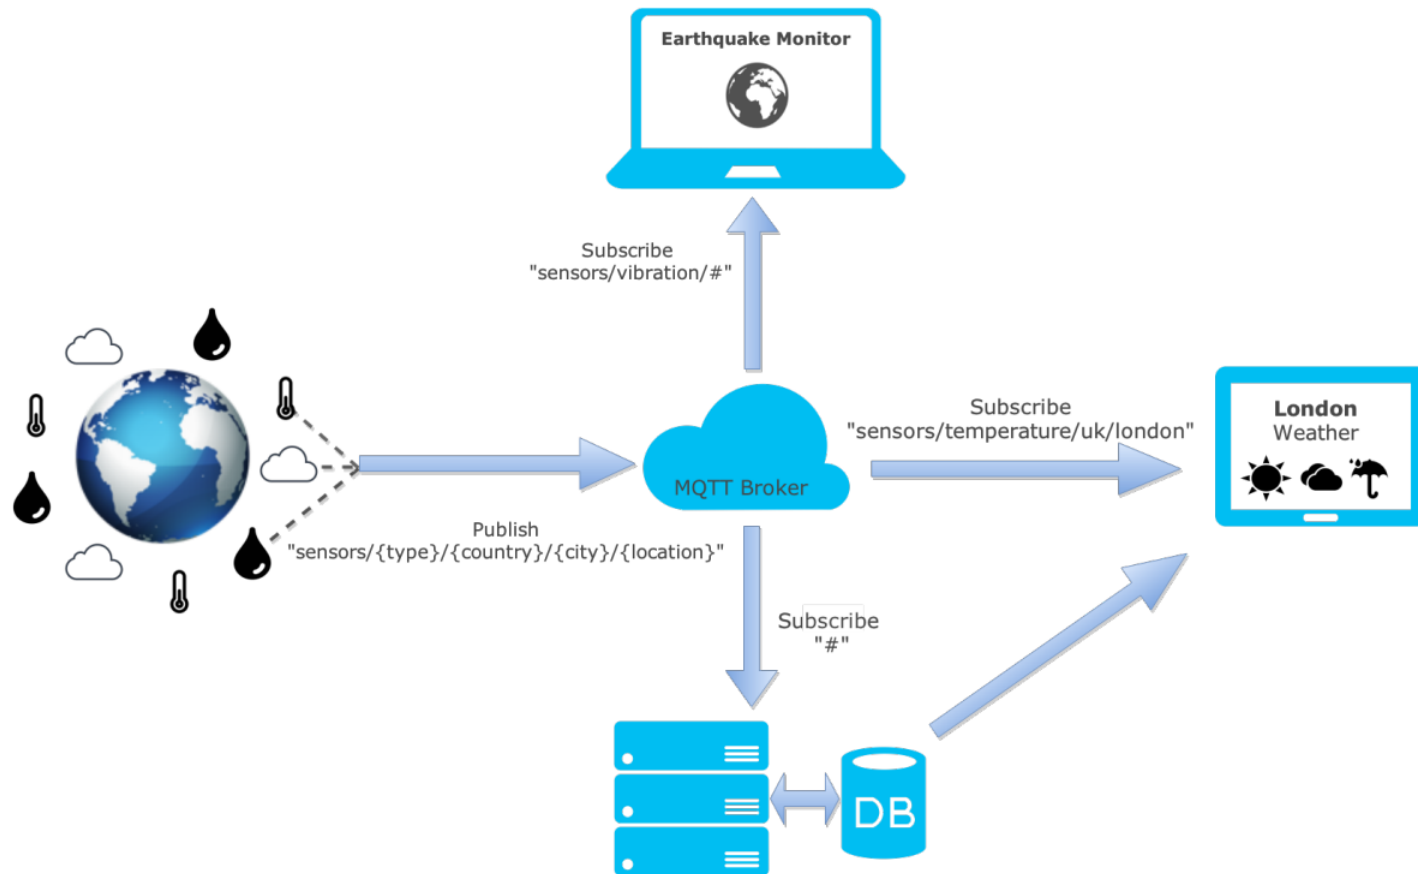 Earthquake Monitor
Subscribe
"sensors/vibration/#"
MQTT Broker
Publish
"sensors/{type}/{country}/{city}/{location}"
Subscribe
"sensors/temperature/uk/london"
London
Weather
Subscribe
"#"
DB